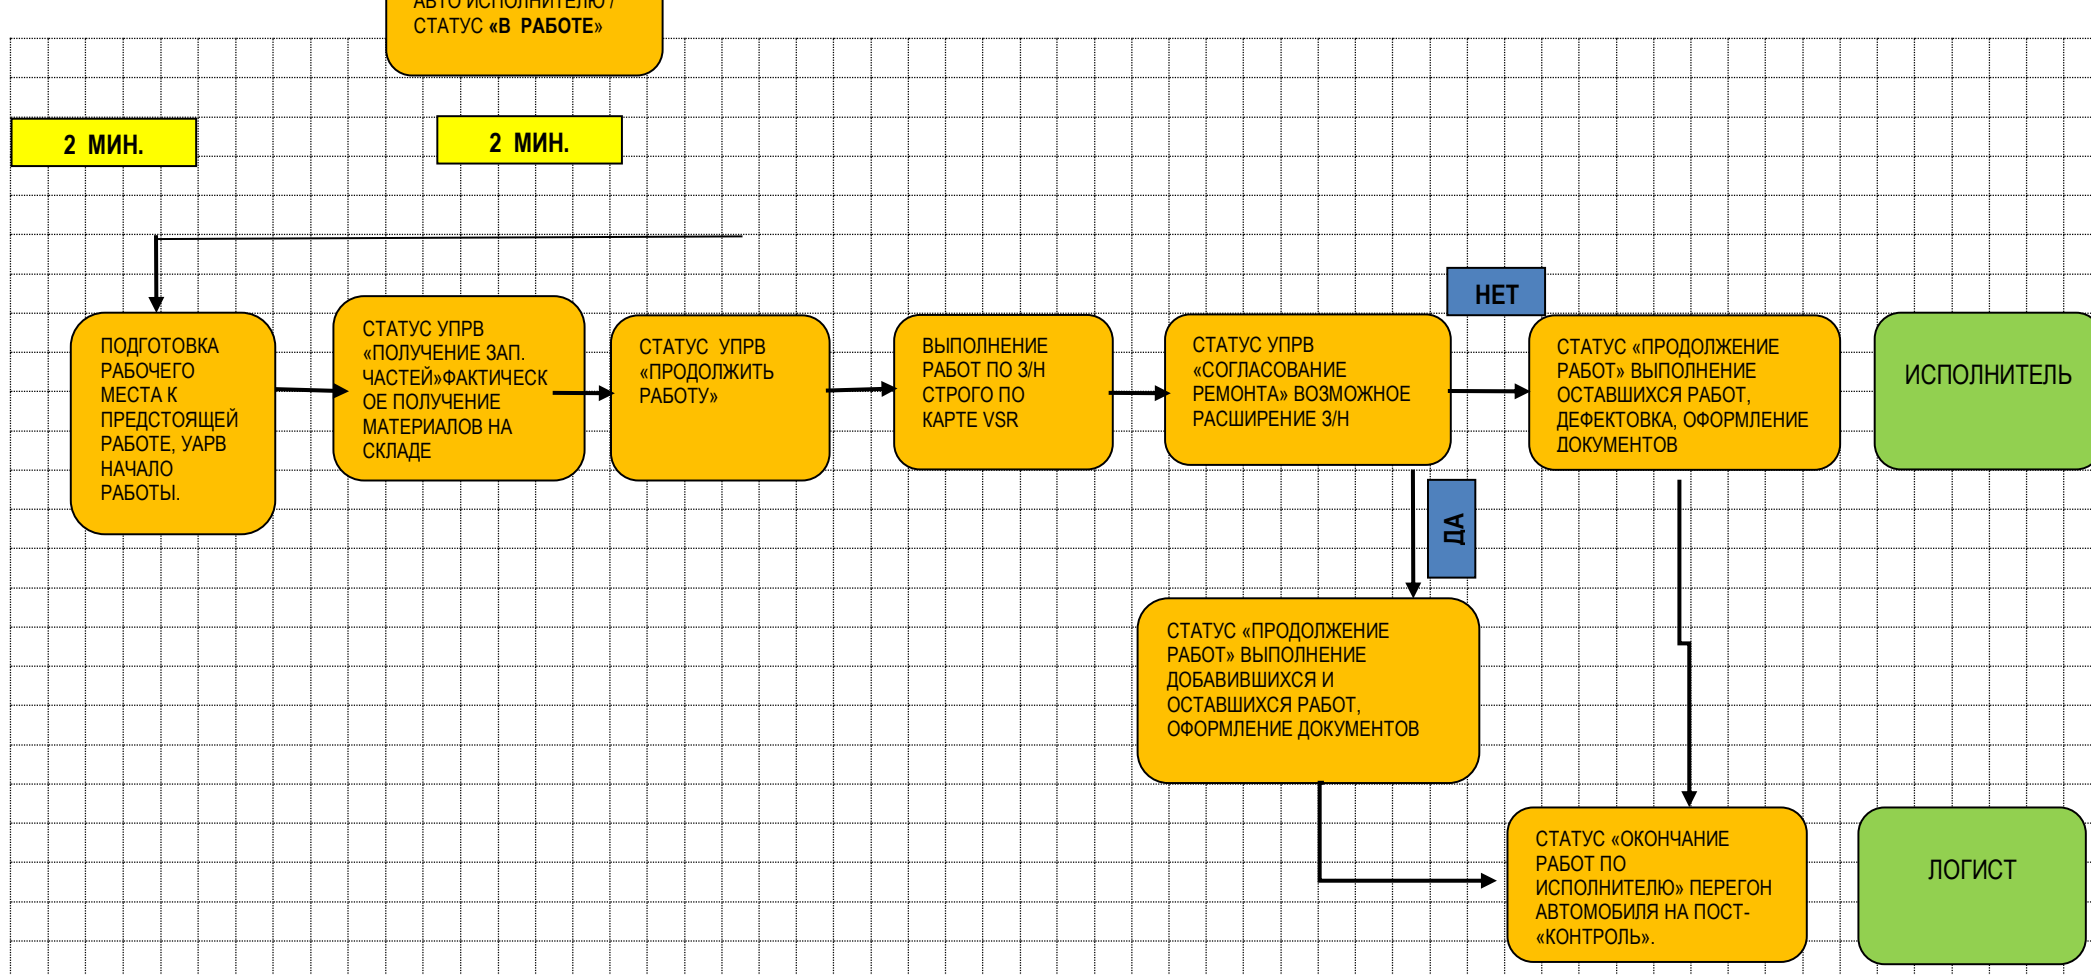 АВТО ИСПОЛНИТЕЛЮ /
СТАТУС «В РАБОТЕ»
2 МИН.
2 МИН.
НЕТ
ПОДГОТОВКА
РАБОЧЕГО
МЕСТА К
ПРЕДСТОЯЩЕЙ
РАБОТЕ, УАРВ
НАЧАЛО
РАБОТЫ.
СТАТУС УПРВ
«ПОЛУЧЕНИЕ ЗАП.
ЧАСТЕЙ»ФАКТИЧЕСК
ОЕ ПОЛУЧЕНИЕ
МАТЕРИАЛОВ НА
СКЛАДЕ
СТАТУС УПРВ
«ПРОДОЛЖИТЬ
РАБОТУ»
ВЫПОЛНЕНИЕ
РАБОТ ПО З/Н
СТРОГО ПО
КАРТЕ VSR
СТАТУС УПРВ
«СОГЛАСОВАНИЕ
РЕМОНТА» ВОЗМОЖНОЕ
РАСШИРЕНИЕ З/Н
СТАТУС «ПРОДОЛЖЕНИЕ
РАБОТ» ВЫПОЛНЕНИЕ
ОСТАВШИХСЯ РАБОТ,
ДЕФЕКТОВКА, ОФОРМЛЕНИЕ
ДОКУМЕНТОВ
ИСПОЛНИТЕЛЬ
ДА
СТАТУС «ПРОДОЛЖЕНИЕ
РАБОТ» ВЫПОЛНЕНИЕ
ДОБАВИВШИХСЯ И
ОСТАВШИХСЯ РАБОТ,
ОФОРМЛЕНИЕ ДОКУМЕНТОВ
СТАТУС «ОКОНЧАНИЕ
РАБОТ ПО
ИСПОЛНИТЕЛЮ» ПЕРЕГОН
АВТОМОБИЛЯ НА ПОСТ-
«КОНТРОЛЬ».
ЛОГИСТ